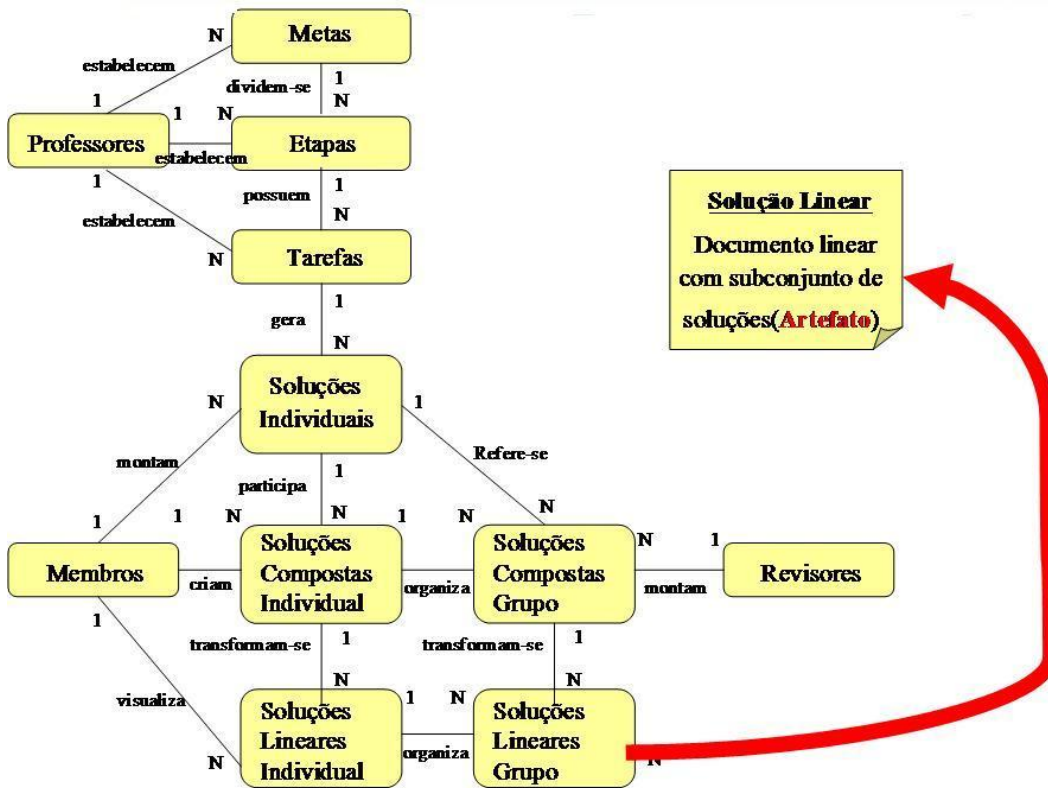 N
Metas
estabelecem
1
dividem-se
N
1
1
N
Professores
estabelecem
Etapas
1
possuem
1
estabelecem
N
N
Tarefas
1
gera
N
Soluções
Individuais
N
1
montam
Refere-se
1
participa
1
1
N
N
1
N
N
Membros
criam
Soluções
Compostas
Individual
organiza
Soluções
Compostas
Grupo
N
1
montam
Revisores
1
transformam-se
1
transformam-se
1
visualiza
N
1
N
N
N
Soluções
Lineares
Individual
organiza
Soluções
Lineares
Grupo
N
Solução Linear
Documento linear
com subconjunto de
soluções(Artefato)